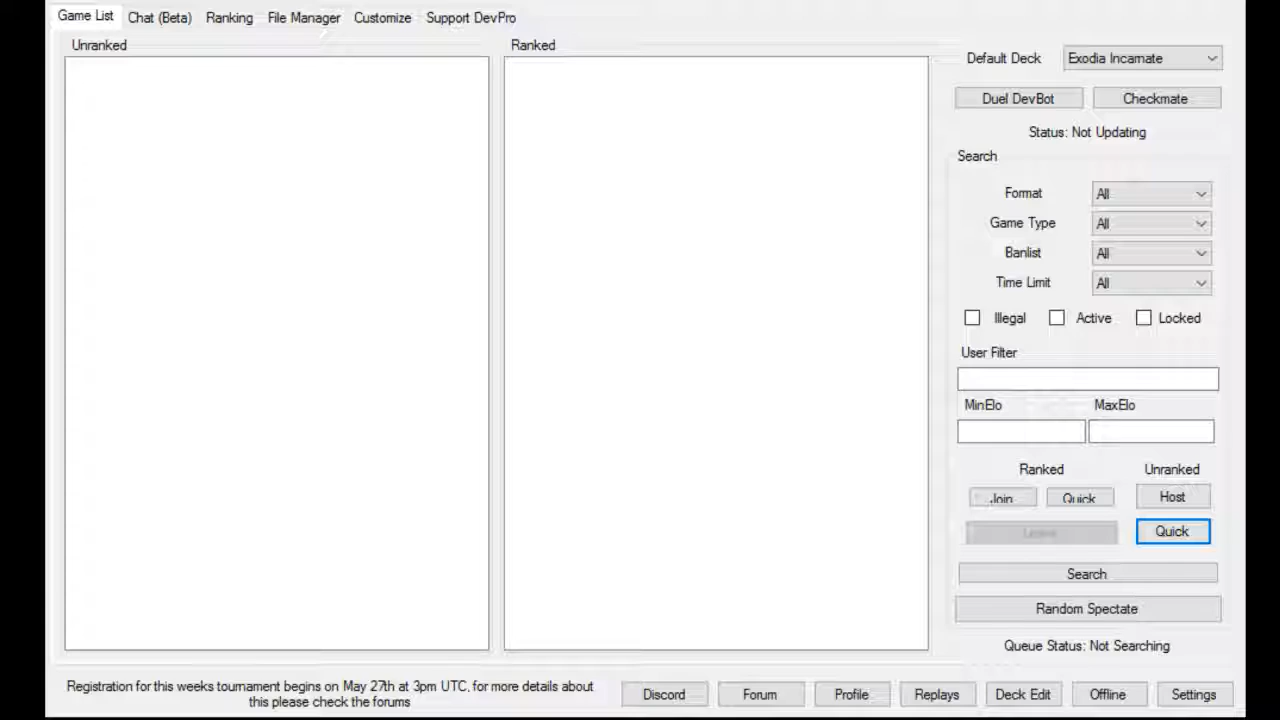 Game List Chat (Beta) Ranking File Manager Customize Support DevPro
Unranked Ranked
Default Deck Exodia Incarnate
Duel DevBot Checkmate
Status: Not Updating
Search
Format All
Game Type All
Banlist All
Time Limit All
Illegal Active Locked
User Filter
MinElo MaxElo
Ranked Unranked
Join Quick Host
Leave Quick
Search
Random Spectate
Queue Status: Not Searching
Registration for this weeks tournament begins on May 27th at 3pm UTC, for more details about
this please check the forums
Discord Forum Profile Replays Deck Edit Offline Settings